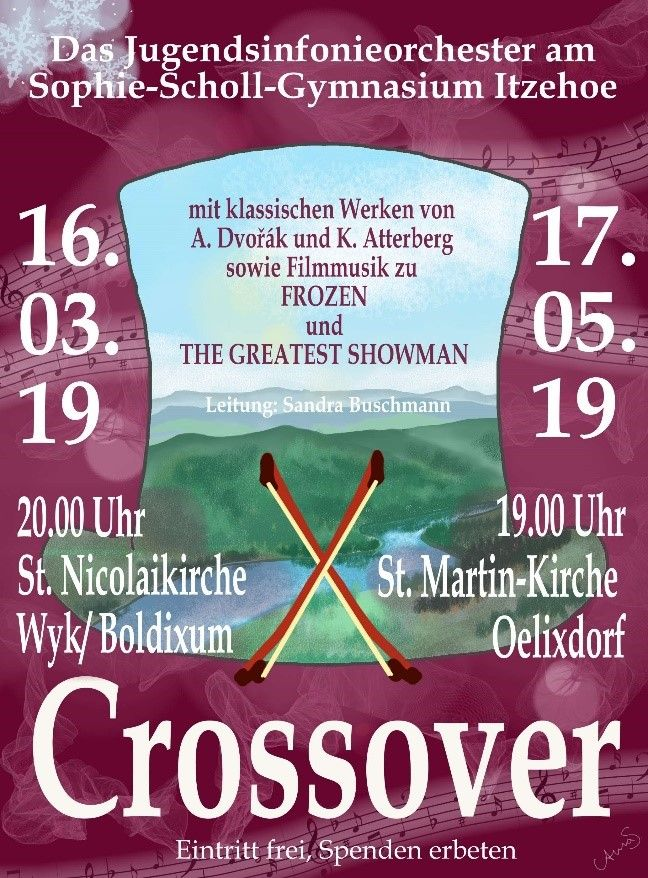 Das Jugendsinfonieorchester am
Sophie-Scholl-Gymnasium Itzehoe
mit klassischen Werken von
A. Dvořák und K. Atterberg
sowie Filmmusik zu
FROZEN
und
THE GREATEST SHOWMAN
Leitung: Sandra Buschmann
16.
03.
19
20.00 Uhr
St. Nicolaikirche
Wyk/ Boldixum
17.
05.
19
19.00 Uhr
St. Martin-Kirche
Oelixdorf
Crossover
Eintritt frei, Spenden erbeten